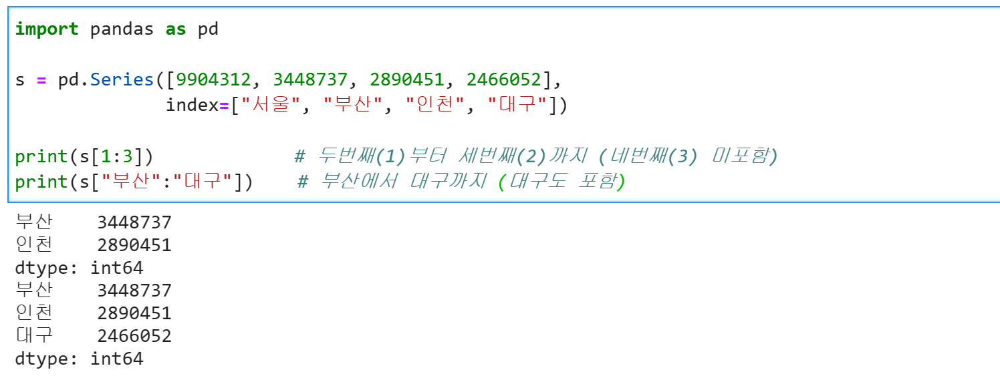 import pandas as pd
s = pd.Series([9904312, 3448737, 2890451, 2466052],
index=["서울", "부산", "인천", "대구"])
print(s[1:3]) # 두번째(1)부터 세번째(2)까지 (네번째(3) 미포함)
print(s["부산":"대구"]) # 부산에서 대구까지 (대구도 포함)
부산 3448737
인천 2890451
dtype: int64
부산 3448737
인천 2890451
대구 2466052
dtype: int64